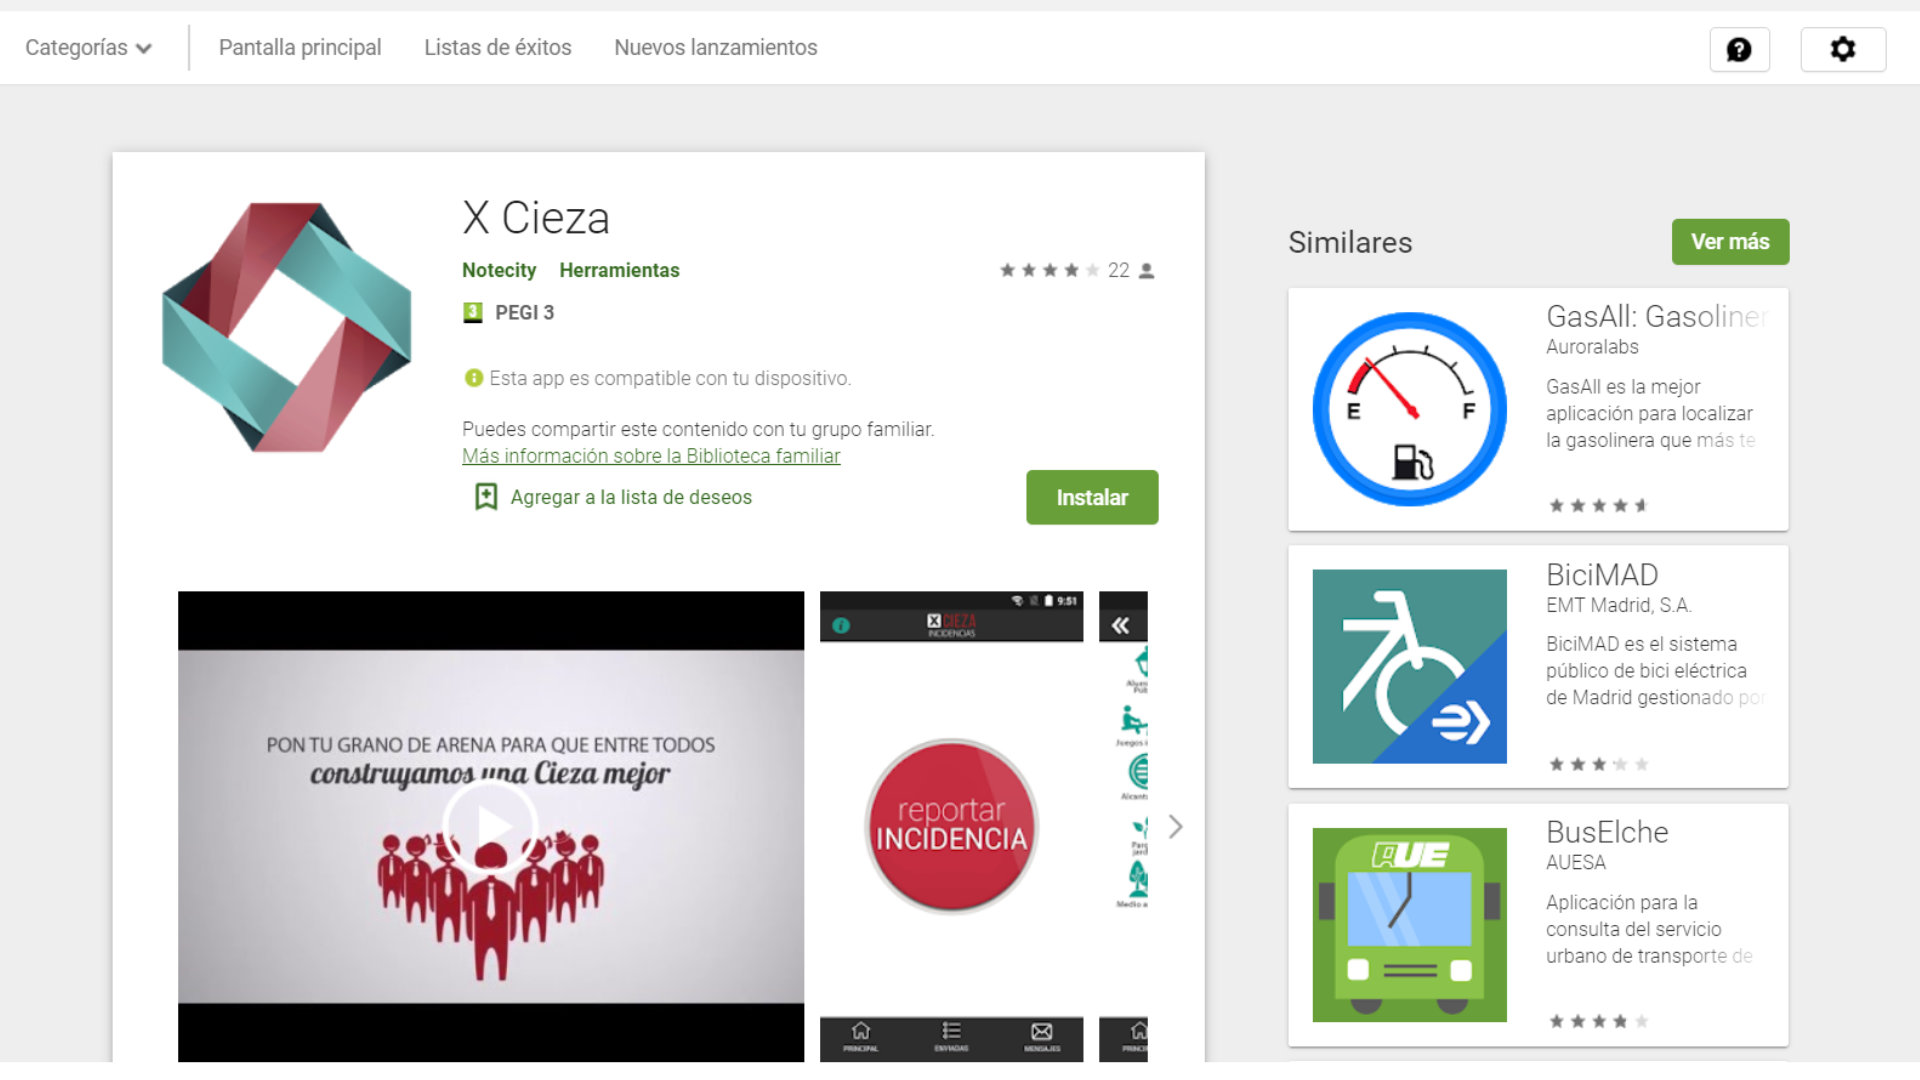 Categorías
Pantalla principal
Listas de éxitos
Nuevos lanzamientos
X Cieza
Notecity Herramientas
22
3 PEGI 3
Esta app es compatible con tu dispositivo.
Puedes compartir este contenido con tu grupo familiar.
Más información sobre la Biblioteca familiar
Agregar a la lista de deseos
Instalar
PON TU GRANO DE ARENA PARA QUE ENTRE TODOS
construyamos una Cieza mejor
9:51
X CIEZA
INCIDENCIAS
reportar
INCIDENCIA
PRINCIPAL
ENVIADAS
MENSAJES
Similares
Ver más
E F
GasAll: Gasoliner
Auroralabs
GasAll es la mejor
aplicación para localizar
la gasolinera que más te
BiciMAD
EMT Madrid, S.A.
BiciMAD es el sistema
público de bici eléctrica
de Madrid gestionado por
AUE
BusElche
AUESA
Aplicación para la
consulta del servicio
urbano de transporte de